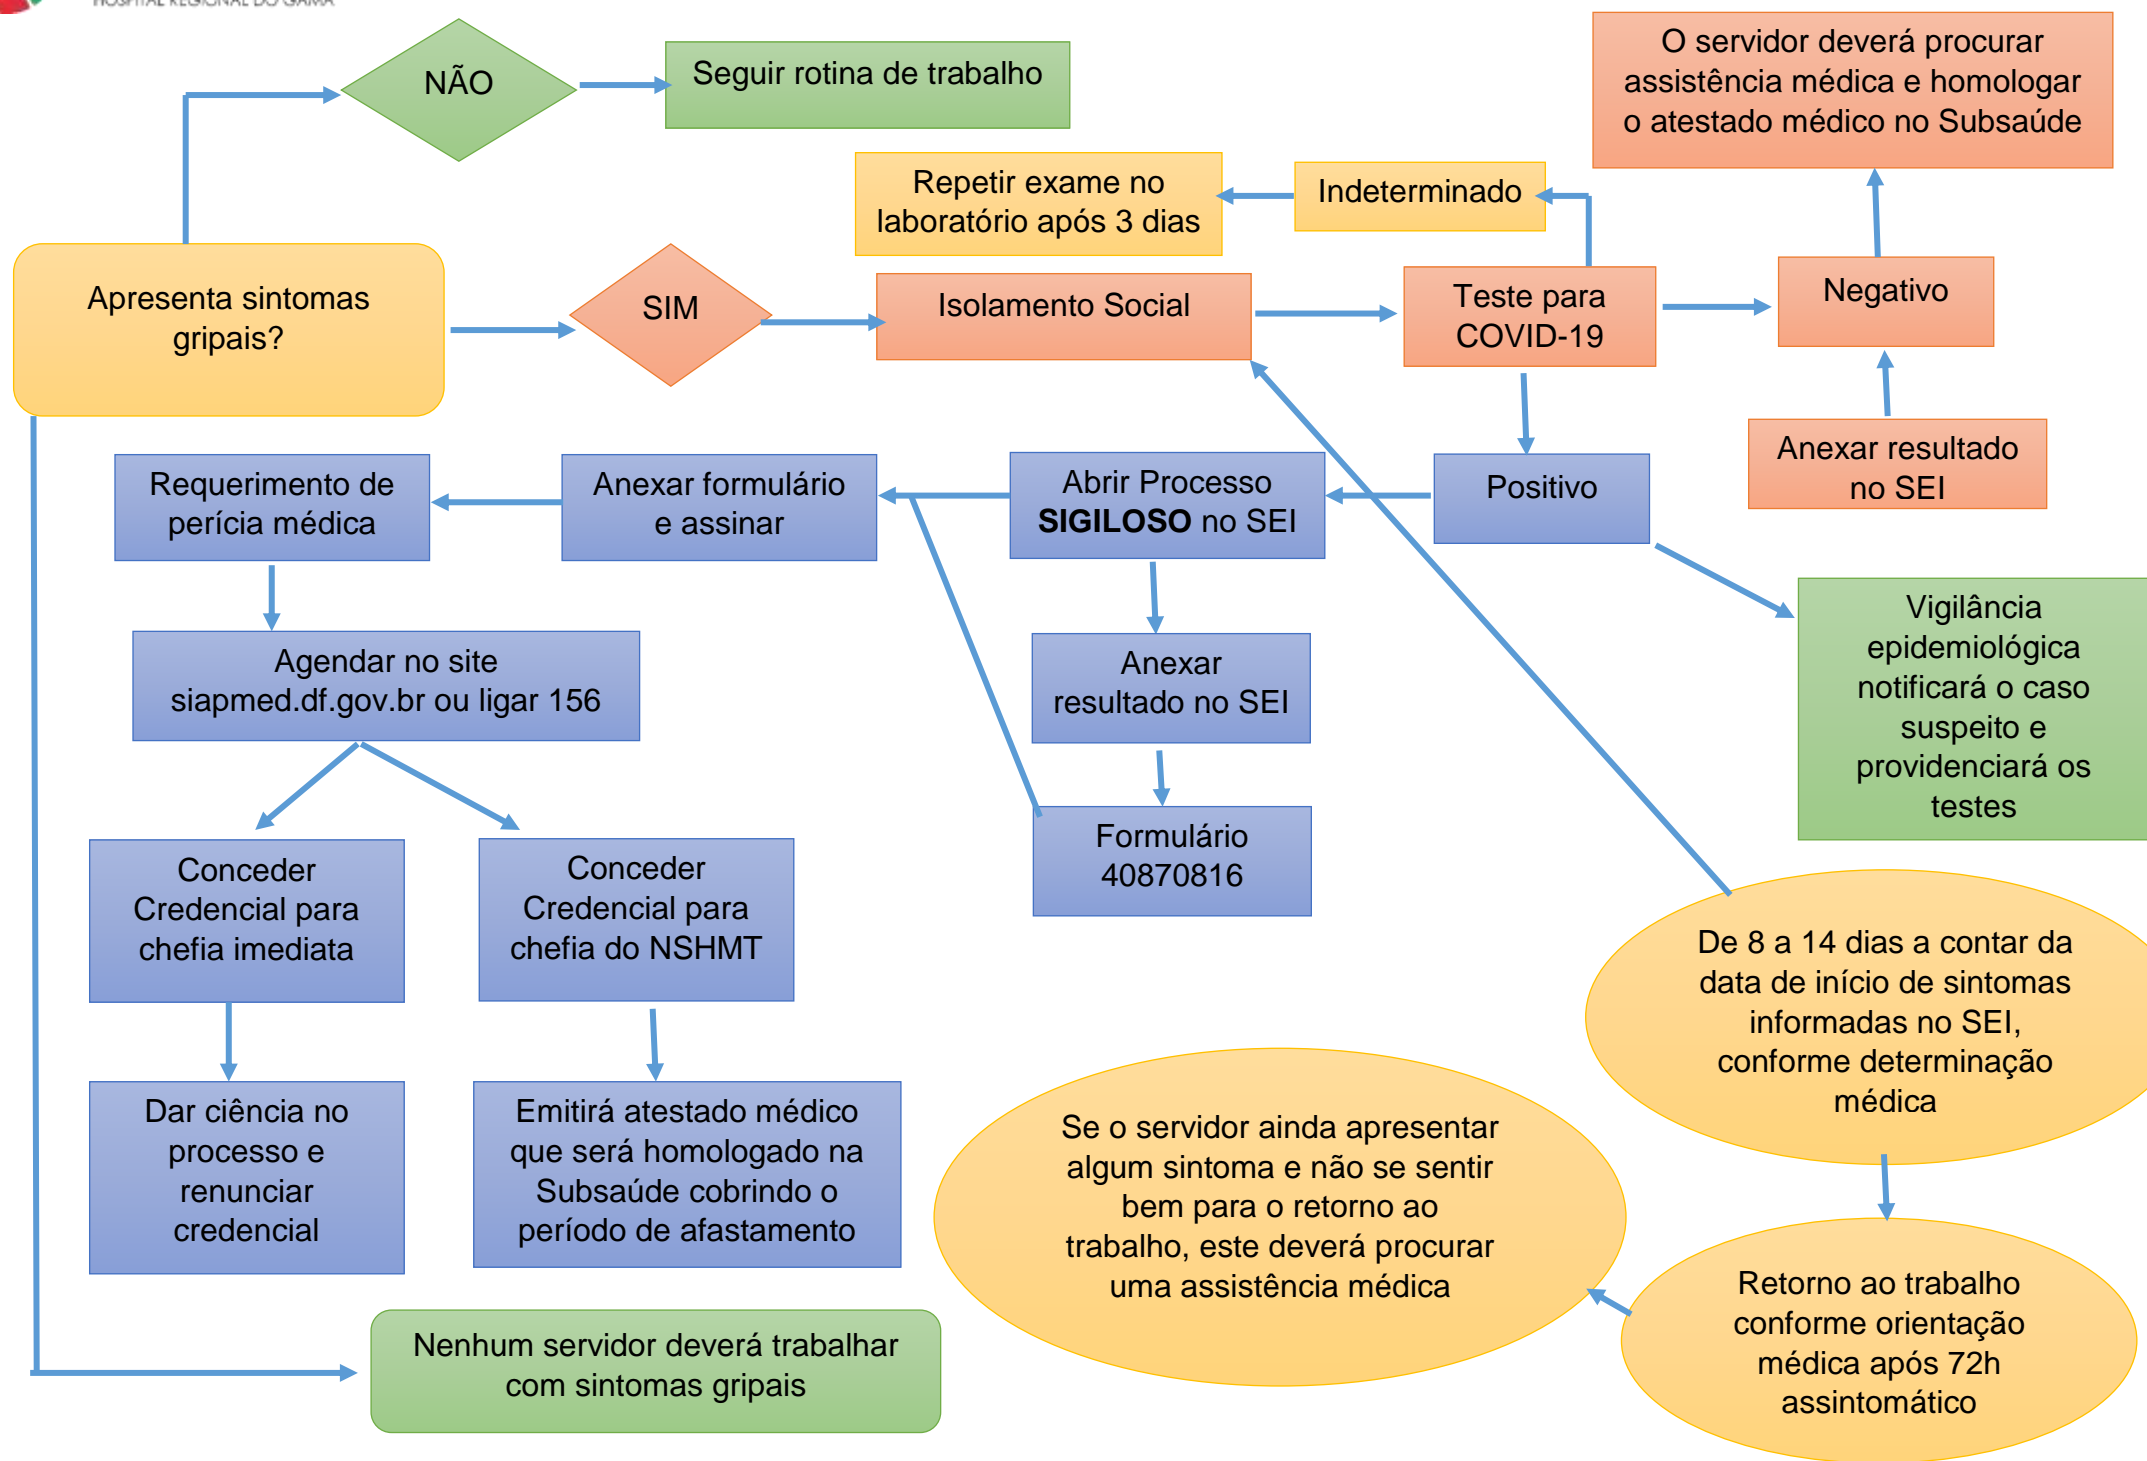 HOSPITAL REGIONAL DO GAMA
NÃO
Seguir rotina de trabalho
O servidor deverá procurar
assistência médica e homologar
o atestado médico no Subsaúde
Repetir exame no
laboratório após 3 dias
Indeterminado
Apresenta sintomas
gripais?
SIM
Isolamento Social
Teste para
COVID-19
Negativo
Anexar resultado
no SEI
Requerimento de
perícia médica
Anexar formulário
e assinar
Abrir Processo
SIGILOSO no SEI
Positivo
Vigilância
epidemiológica
notificará o caso
suspeito e
providenciará os
testes
Agendar no site
siapmed.df.gov.br ou ligar 156
Anexar
resultado no SEI
Formulário
40870816
Conceder
Credencial para
chefia imediata
Conceder
Credencial para
chefia do NSHMT
De 8 a 14 dias a contar da
data de início de sintomas
informadas no SEI,
conforme determinação
médica
Dar ciência no
processo e
renunciar
credencial
Emitirá atestado médico
que será homologado na
Subsaúde cobrindo o
período de afastamento
Se o servidor ainda apresentar
algum sintoma e não se sentir
bem para o retorno ao
trabalho, este deverá procurar
uma assistência médica
Retorno ao trabalho
conforme orientação
médica após 72h
assintomático
Nenhum servidor deverá trabalhar
com sintomas gripais